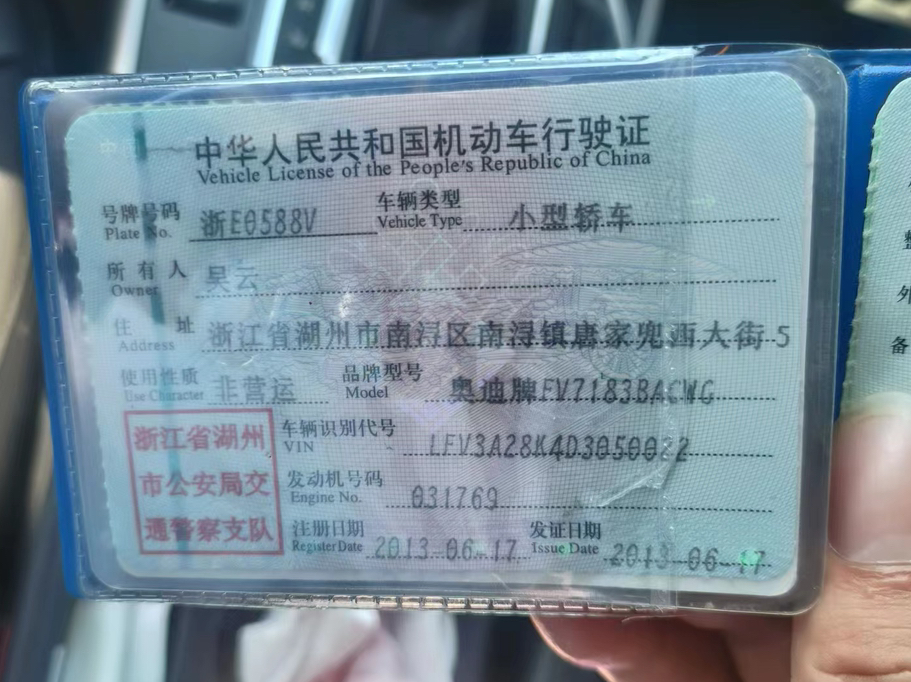 中华人民共和国机动车行驶证
Vehicle License of the People's Republic of China
号牌号码 浙E0588V 车辆类型 小型轿车
Plate No. Vehicle Type
所有人 吴云
Owner
住址 浙江省湖州市南浔区南浔镇唐家兜西大街 5
Address
使用性质 非营运 品牌型号 奥迪牌FV7183BACWG
Use Character Model
浙江省湖州
市公安局交
通警察支队
车辆识别代号 LFV3A28K4D3050022
VIN
发动机号码 031769
Engine No.
注册日期 2013-06-17 发证日期 2013-06-17
Register Date Issue Date
外
备